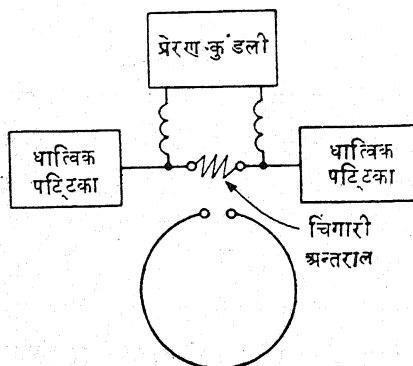 प्रेरण-कुंडली
धात्विक
पट्टिका
धात्विक
पट्टिका
चिंगारी
अन्तराल